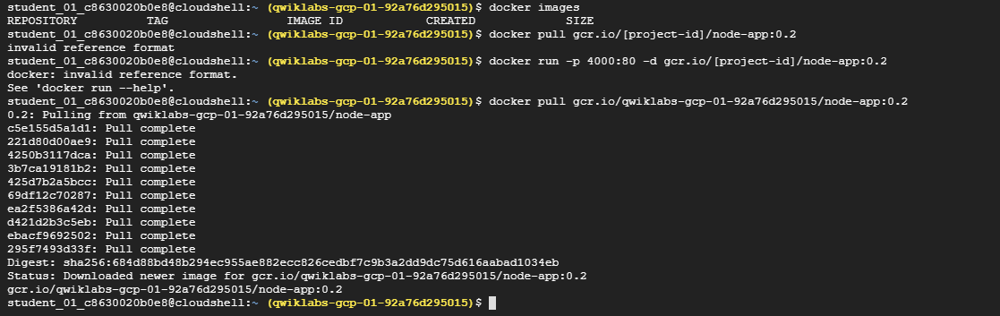 student_01_c8630020b0e8@cloudshell:~ (qwiklabs-gcp-01-92a76d295015)$ docker images
REPOSITORY TAG IMAGE ID CREATED SIZE
student_01_c8630020b0e8@cloudshell:~ (qwiklabs-gcp-01-92a76d295015)$ docker pull gcr.io/[project-id]/node-app:0.2
invalid reference format
student_01_c8630020b0e8@cloudshell:~ (qwiklabs-gcp-01-92a76d295015)$ docker run -p 4000:80 -d gcr.io/[project-id]/node-app:0.2
docker: invalid reference format.
See 'docker run --help'.
student_01_c8630020b0e8@cloudshell:~ (qwiklabs-gcp-01-92a76d295015)$ docker pull gcr.io/qwiklabs-gcp-01-92a76d295015/node-app:0.2
0.2: Pulling from qwiklabs-gcp-01-92a76d295015/node-app
c5e155d5a1d1: Pull complete
221d80d00ae9: Pull complete
4250b3117dca: Pull complete
3b7ca19181b2: Pull complete
425d7b2a5bcc: Pull complete
69df12c70287: Pull complete
ea2f5386a42d: Pull complete
d421d2b3c5eb: Pull complete
ebacf9692502: Pull complete
295f7493d33f: Pull complete
Digest: sha256:684d88bd48b294ec955ae882ecc826cedbf7c9b3a2dd9dc75d616aabad1034eb
Status: Downloaded newer image for gcr.io/qwiklabs-gcp-01-92a76d295015/node-app:0.2
gcr.io/qwiklabs-gcp-01-92a76d295015/node-app:0.2
student_01_c8630020b0e8@cloudshell:~ (qwiklabs-gcp-01-92a76d295015)$